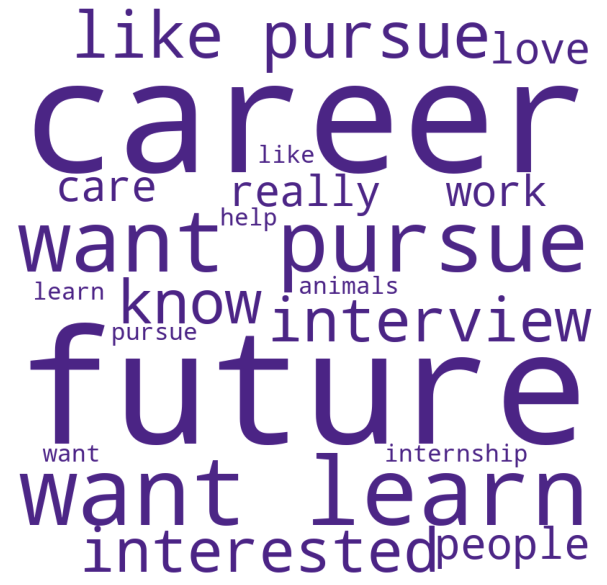 like pursue love
career
like
care really work
want pursue
help
learn know animals
pursue interview
future
want internship
want learn
interested people